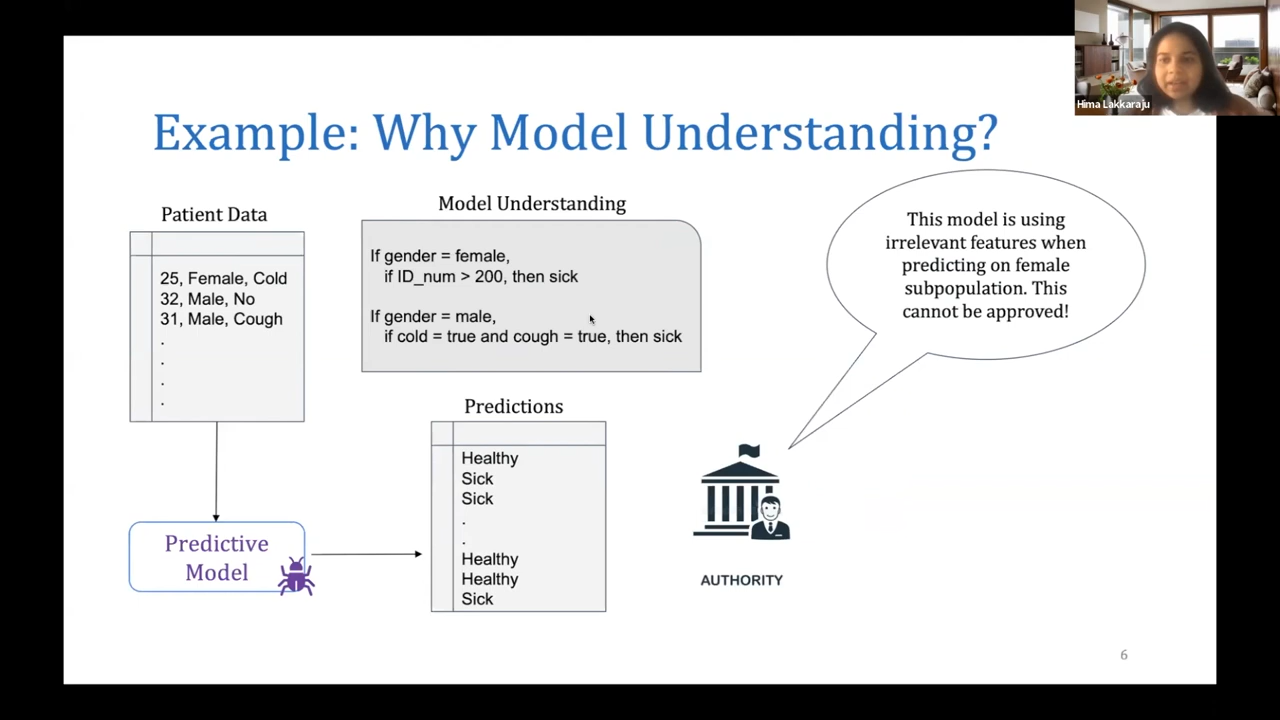 Hima Lakkaraju
Example: Why Model Understanding?
Patient Data
25, Female, Cold
32, Male, No
31, Male, Cough
.
.
.
.
Model Understanding
If gender = female,
if ID_num > 200, then sick
If gender = male,
if cold = true and cough = true, then sick
This model is using
irrelevant features when
predicting on female
subpopulation. This
cannot be approved!
Predictive
Model
Predictions
Healthy
Sick
Sick
.
.
Healthy
Healthy
Sick
AUTHORITY
6